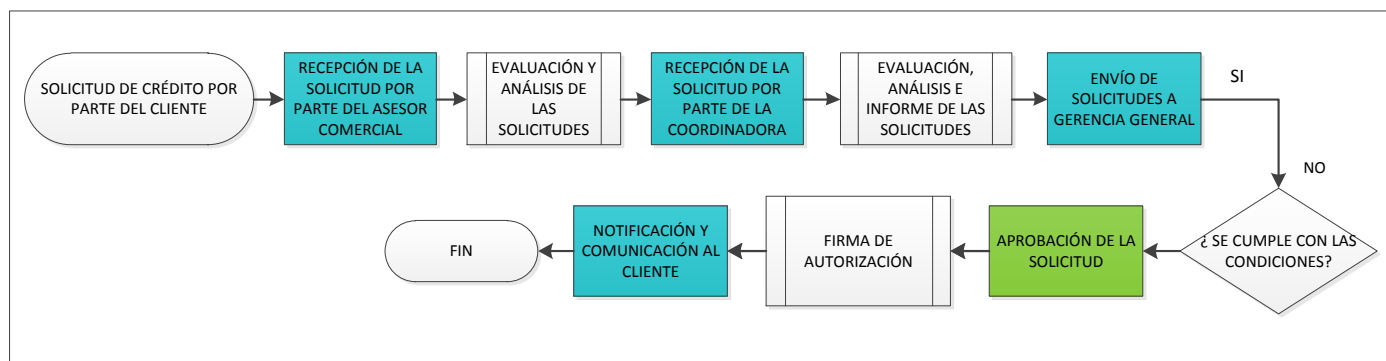 SOLICITUD DE CRÉDITO POR
PARTE DEL CLIENTE
RECEPCIÓN DE LA
SOLICITUD POR
PARTE DEL ASESOR
COMERCIAL
EVALUACIÓN Y
ANÁLISIS DE
LAS
SOLICITUDES
RECEPCIÓN DE LA
SOLICITUD POR
PARTE DE LA
COORDINADORA
EVALUACIÓN,
ANÁLISIS E
INFORME DE LAS
SOLICITUDES
ENVÍO DE
SOLICITUDES A
GERENCIA GENERAL
SI
NO
¿ SE CUMPLE CON LAS
CONDICIONES?
APROBACIÓN DE LA
SOLICITUD
FIRMA DE
AUTORIZACIÓN
NOTIFICACIÓN Y
COMUNICACIÓN AL
CLIENTE
FIN